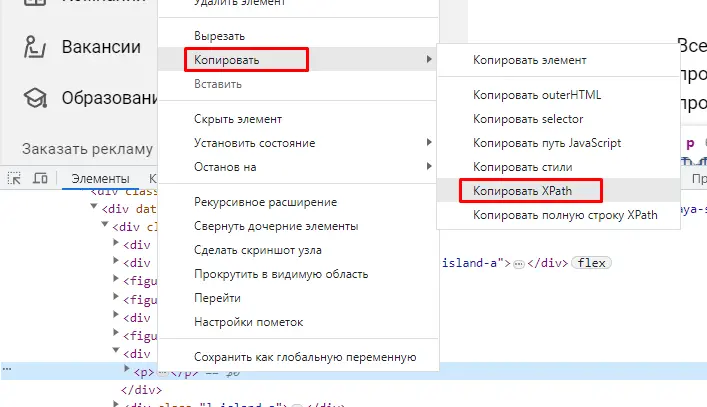 Удалить элемент
Вырезать
Копировать
Вставить
Скрыть элемент
Установить состояние
Останов на
Рекурсивное расширение
Свернуть дочерние элементы
Сделать скриншот узла
Прокрутить в видимую область
Перейти
Настройки пометок
Сохранить как глобальную переменную
Копировать элемент
Копировать outerHTML
Копировать selector
Копировать путь JavaScript
Копировать стили
Копировать XPath
Копировать полную строку XPath
Вакансии
Образовани
Заказать рекламу
Все
про
про
p
Элементы
К
Пр
<div class
<div dat
aya-s
<div cl
<div
island-a">…</div> flex
<figu
<div
<figu
<div
<figu
<div
… <p>…</p> == $0
</div>
<div class="l-island-a">…</div>